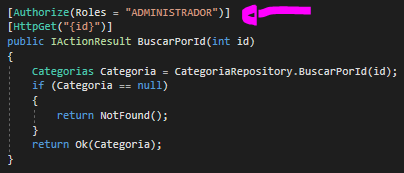 [Authorize(Roles = "ADMINISTRADOR")]
[HttpGet("{id}")]
public IActionResult BuscarPorId(int id)
{
Categorias Categoria = CategoriaRepository.BuscarPorId(id);
if (Categoria == null)
{
return NotFound();
}
return Ok(Categoria);
}